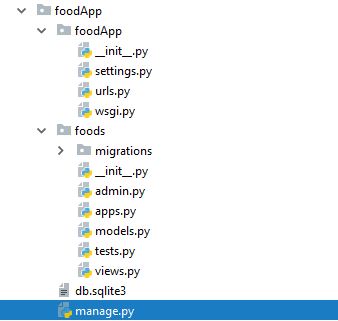 foodApp
foodApp
__init__.py
settings.py
urls.py
wsgi.py
foods
migrations
__init__.py
admin.py
apps.py
models.py
tests.py
views.py
db.sqlite3
manage.py